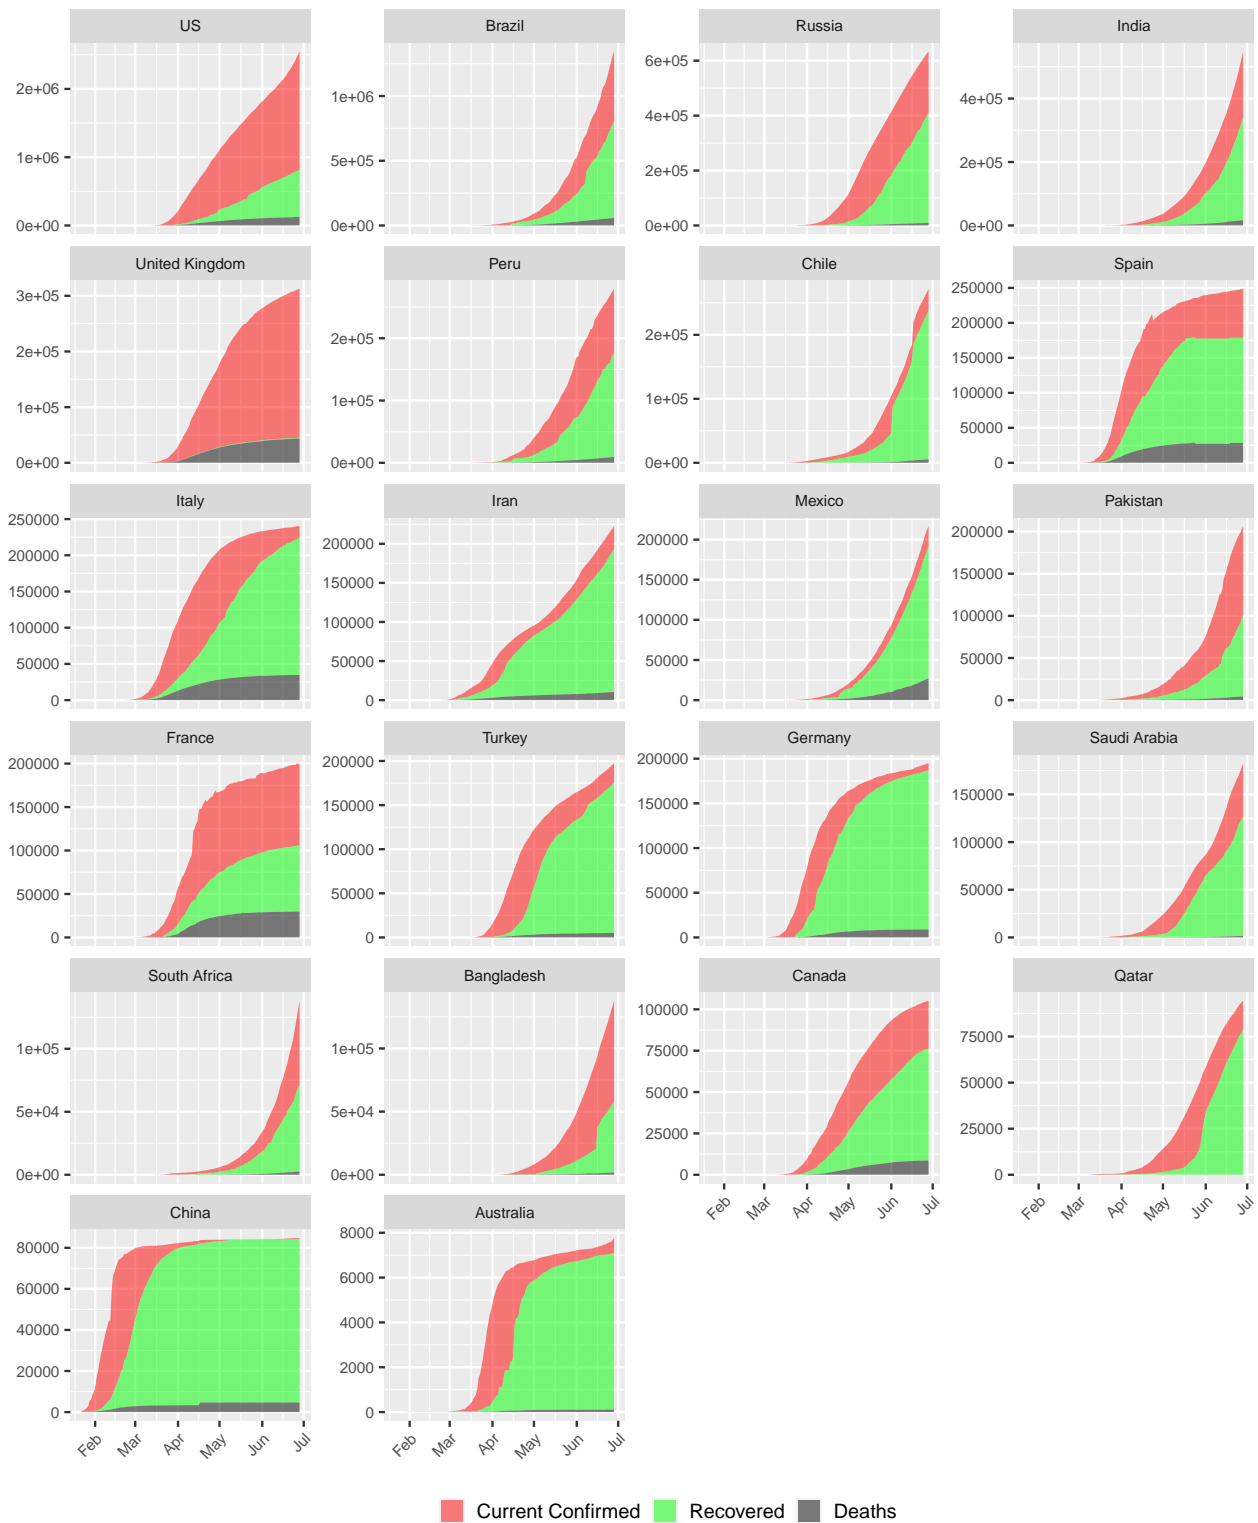 US Brazil Russia India
2e+06
1e+06
0e+00
1e+06
5e+05
0e+00
6e+05
4e+05
2e+05
0e+00
4e+05
2e+05
0e+00
United Kingdom Peru Chile Spain
3e+05
2e+05
1e+05
0e+00
2e+05
1e+05
0e+00
2e+05
1e+05
0e+00
250000
200000
150000
100000
50000
0
Italy Iran Mexico Pakistan
250000
200000
150000
100000
50000
0
200000
150000
100000
50000
0
200000
150000
100000
50000
0
200000
150000
100000
50000
0
France Turkey Germany Saudi Arabia
200000
150000
100000
50000
0
200000
150000
100000
50000
0
200000
150000
100000
50000
0
150000
100000
50000
0
South Africa Bangladesh Canada Qatar
1e+05
5e+04
0e+00
1e+05
5e+04
0e+00
100000
75000
50000
25000
0
75000
50000
25000
0
Feb Mar Apr May Jun Jul
Feb Mar Apr May Jun Jul
China Australia
80000
60000
40000
20000
0
8000
6000
4000
2000
0
Feb Mar Apr May Jun Jul
Feb Mar Apr May Jun Jul
Current Confirmed Recovered Deaths